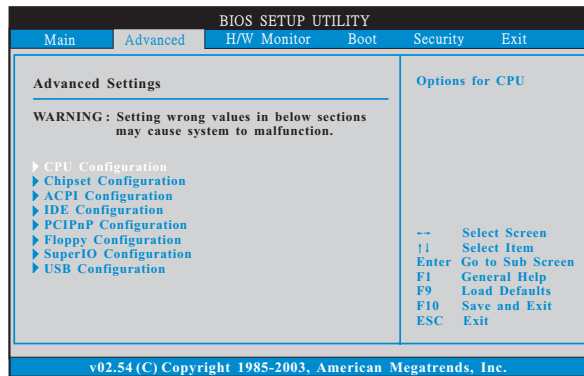 BIOS SETUP UTILITY
Main Advanced H/W Monitor Boot Security Exit
Advanced Settings
WARNING : Setting wrong values in below sections
may cause system to malfunction.
CPU Configuration
Chipset Configuration
ACPI Configuration
IDE Configuration
PCIPnP Configuration
Floppy Configuration
SuperIO Configuration
USB Configuration
Options for CPU
←→ Select Screen
↑↓ Select Item
Enter Go to Sub Screen
F1 General Help
F9 Load Defaults
F10 Save and Exit
ESC Exit
v02.54 (C) Copyright 1985-2003, American Megatrends, Inc.